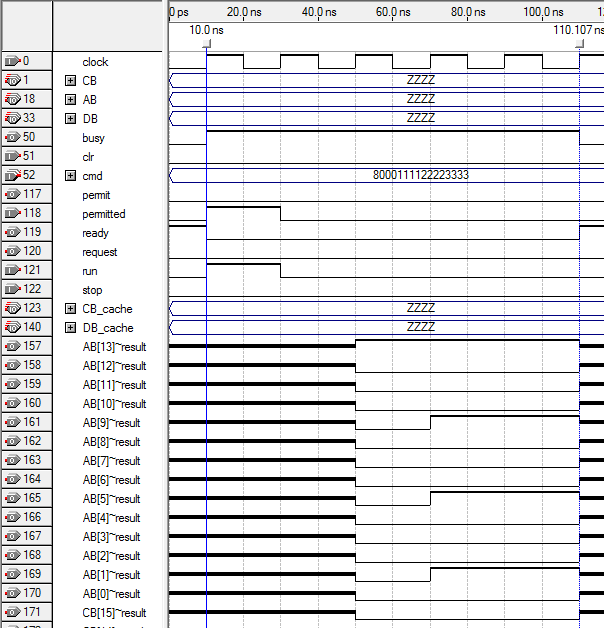 0 ps 20.0 ns 40.0 ns 60.0 ns 80.0 ns 100.0 ns
10.0 ns 110.107 ns
0 clock
1 CB ZZZZ
18 AB ZZZZ
33 DB ZZZZ
50 busy
51 clr
52 cmd 8000111122223333
117 permit
118 permitted
119 ready
120 request
121 run
122 stop
123 CB_cache ZZZZ
140 DB_cache ZZZZ
157 AB[13]~result
158 AB[12]~result
159 AB[11]~result
160 AB[10]~result
161 AB[9]~result
162 AB[8]~result
163 AB[7]~result
164 AB[6]~result
165 AB[5]~result
166 AB[4]~result
167 AB[3]~result
168 AB[2]~result
169 AB[1]~result
170 AB[0]~result
171 CB[15]~result